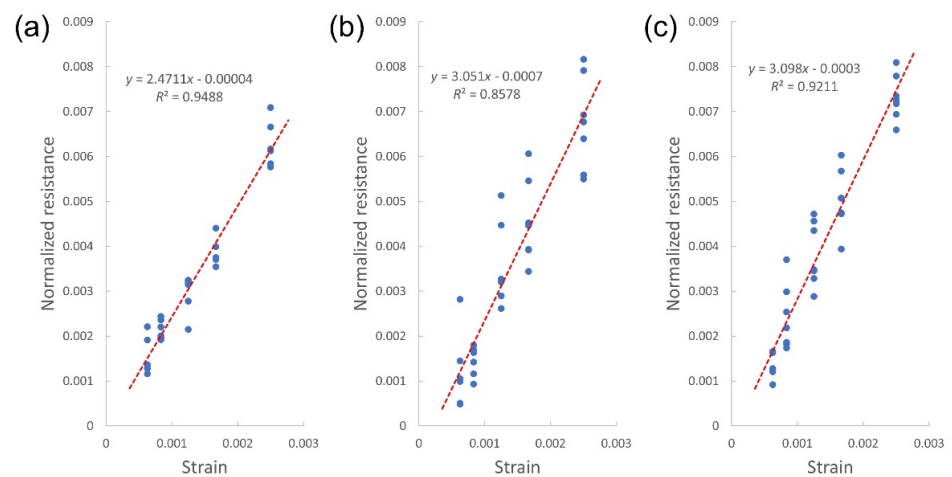 (a)
0.009
0.008
0.007
0.006
0.005
0.004
0.003
0.002
0.001
0
0
0.001
0.002
0.003
Normalized resistance
Strain
y = 2.4711x - 0.00004
R² = 0.9488
(b)
0.009
0.008
0.007
0.006
0.005
0.004
0.003
0.002
0.001
0
0
0.001
0.002
0.003
Normalized resistance
Strain
y = 3.051x - 0.0007
R² = 0.8578
(c)
0.009
0.008
0.007
0.006
0.005
0.004
0.003
0.002
0.001
0
0
0.001
0.002
0.003
Normalized resistance
Strain
y = 3.098x - 0.0003
R² = 0.9211